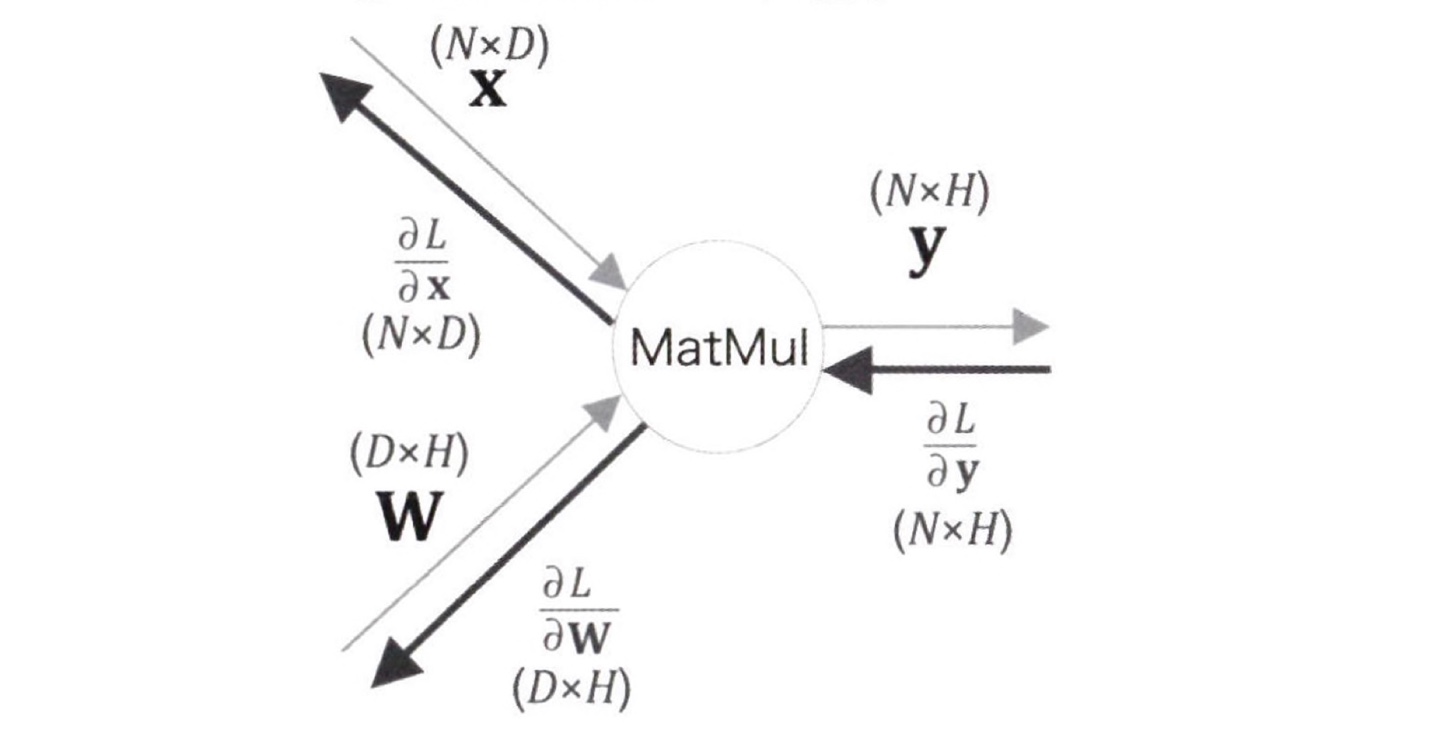 (N×D)
x
∂L
∂x
(N×D)
(N×H)
y
MatMul
∂L
∂y
(N×H)
(D×H)
W
∂L
∂W
(D×H)